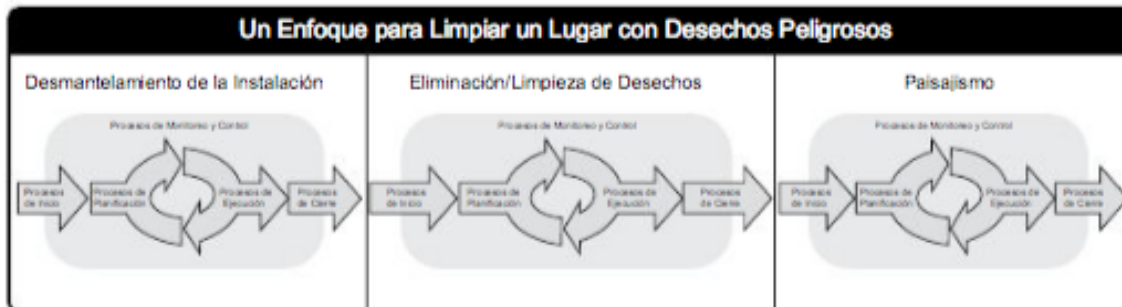 Un Enfoque para Limpiar un Lugar con Desechos Peligrosos
Desmantelamiento de la Instalación
Procesos de Monitoreo y Control
Procesos
de Inicio
Procesos de
Planificación
Procesos de
Ejecución
Procesos
de Cierre
Eliminación/Limpieza de Desechos
Procesos de Monitoreo y Control
Procesos
de Inicio
Procesos de
Planificación
Procesos de
Ejecución
Procesos
de Cierre
Paisajismo
Procesos de Monitoreo y Control
Procesos
de Inicio
Procesos de
Planificación
Procesos de
Ejecución
Procesos
de Cierre